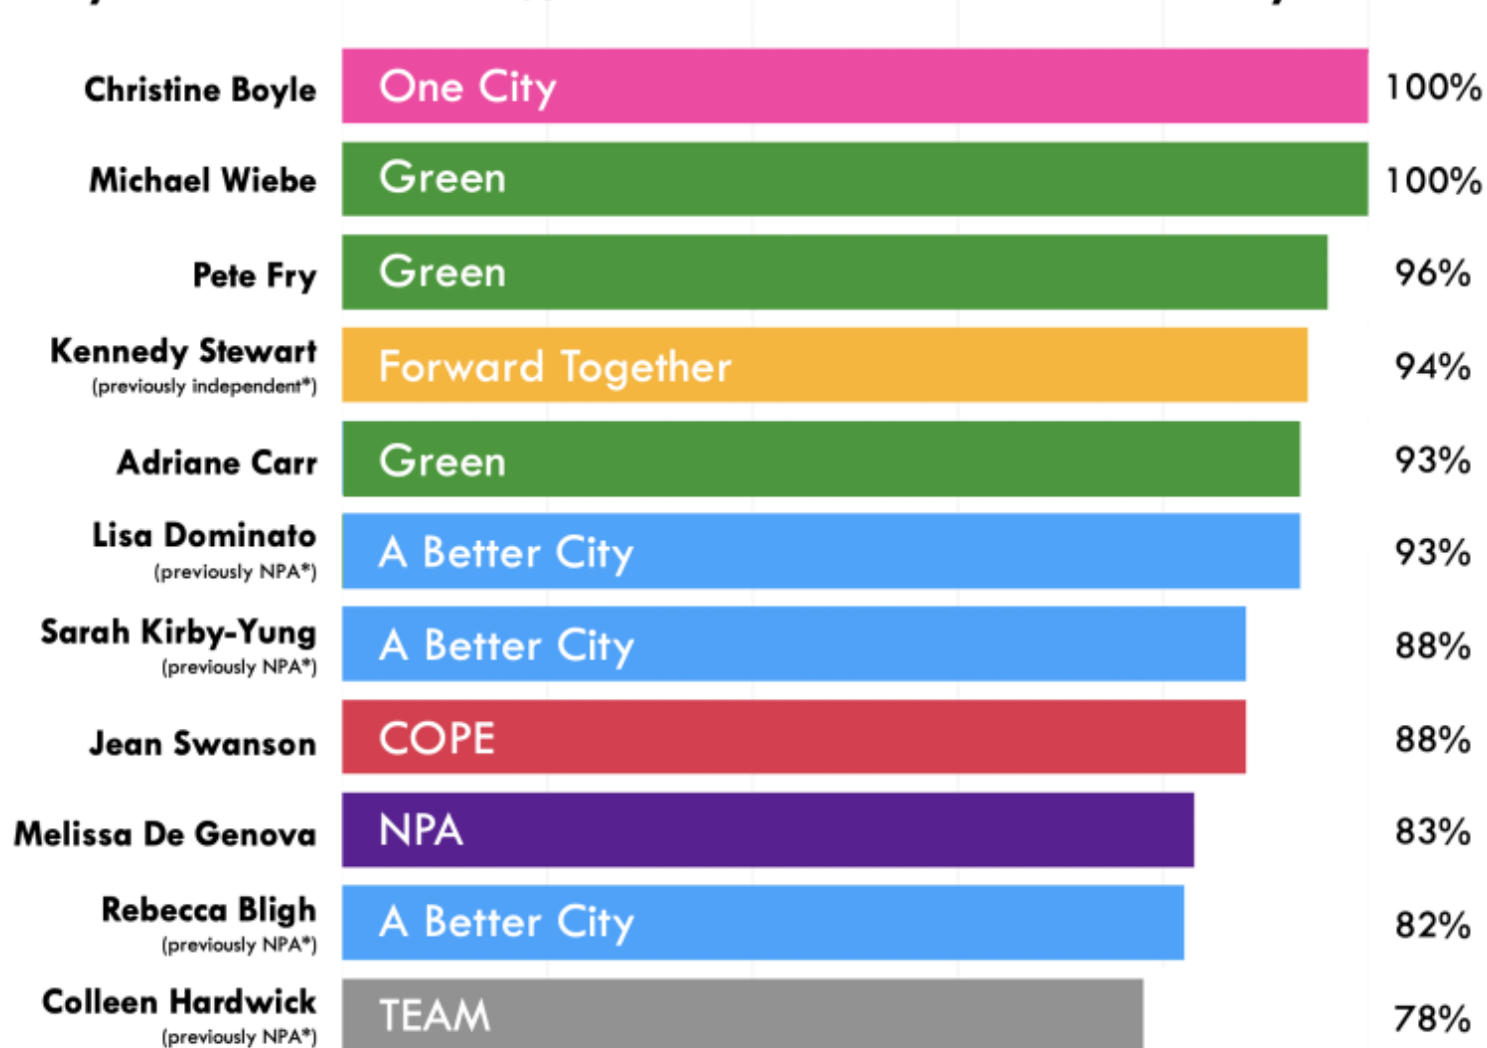 Christine Boyle One City 100%
Michael Wiebe Green 100%
Pete Fry Green 96%
Kennedy Stewart Forward Together 94%
(previously independent*)
Adriane Carr Green 93%
Lisa Dominato A Better City 93%
(previously NPA*)
Sarah Kirby-Yung A Better City 88%
(previously NPA*)
Jean Swanson COPE 88%
Melissa De Genova NPA 83%
Rebecca Bligh A Better City 82%
(previously NPA*)
Colleen Hardwick TEAM 78%
(previously NPA*)